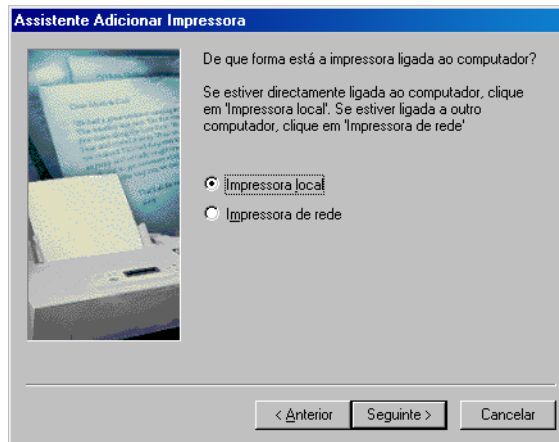 Assistente Adicionar Impressora
De que forma está a impressora ligada ao computador?
Se estiver directamente ligada ao computador, clique
em 'Impressora local'. Se estiver ligada a outro
computador, clique em 'Impressora de rede'
Impressora local
Impressora de rede
< Anterior
Seguinte >
Cancelar